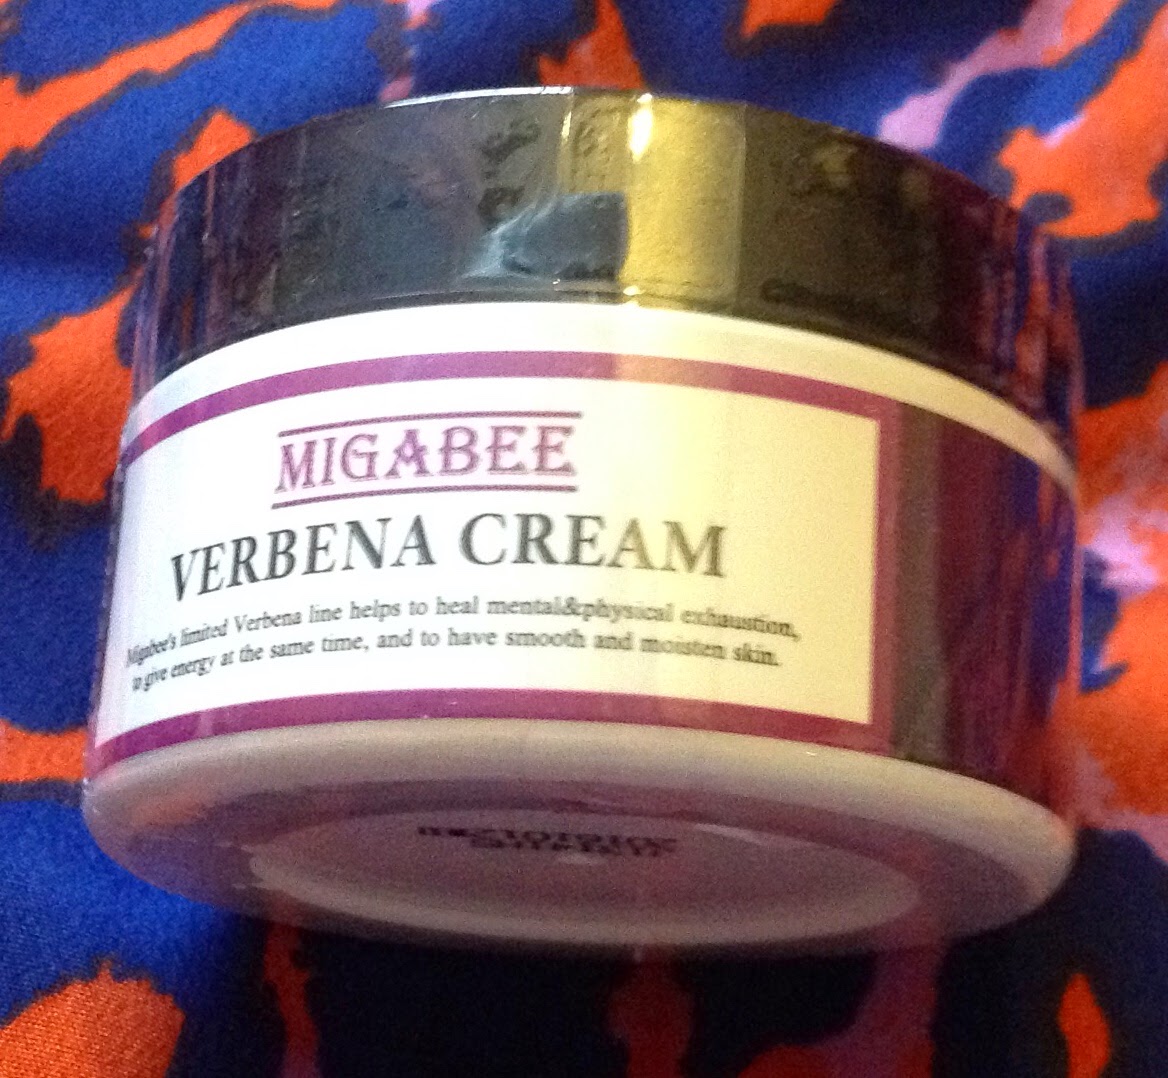 MIGABEE
VERBENA CREAM
Migabee's limited Verbena line helps to heal mental&physical exhaustion,
to give energy at the same time, and to have smooth and moisten skin.